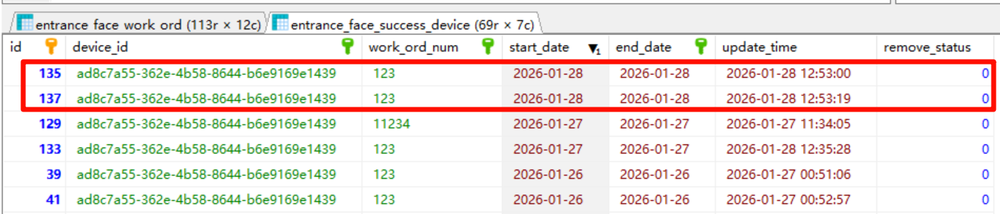 entrance face work ord (113r × 12c) entrance_face_success_device (69r × 7c)
id device_id work_ord_num start_date ▼1 end_date update_time remove_status
135 ad8c7a55-362e-4b58-8644-b6e9169e1439 123 2026-01-28 2026-01-28 2026-01-28 12:53:00 0
137 ad8c7a55-362e-4b58-8644-b6e9169e1439 123 2026-01-28 2026-01-28 2026-01-28 12:53:19 0
129 ad8c7a55-362e-4b58-8644-b6e9169e1439 11234 2026-01-27 2026-01-27 2026-01-27 11:34:05 0
133 ad8c7a55-362e-4b58-8644-b6e9169e1439 123 2026-01-27 2026-01-27 2026-01-28 12:35:28 0
39 ad8c7a55-362e-4b58-8644-b6e9169e1439 123 2026-01-26 2026-01-26 2026-01-27 00:51:06 0
41 ad8c7a55-362e-4b58-8644-b6e9169e1439 123 2026-01-26 2026-01-26 2026-01-27 00:52:57 0